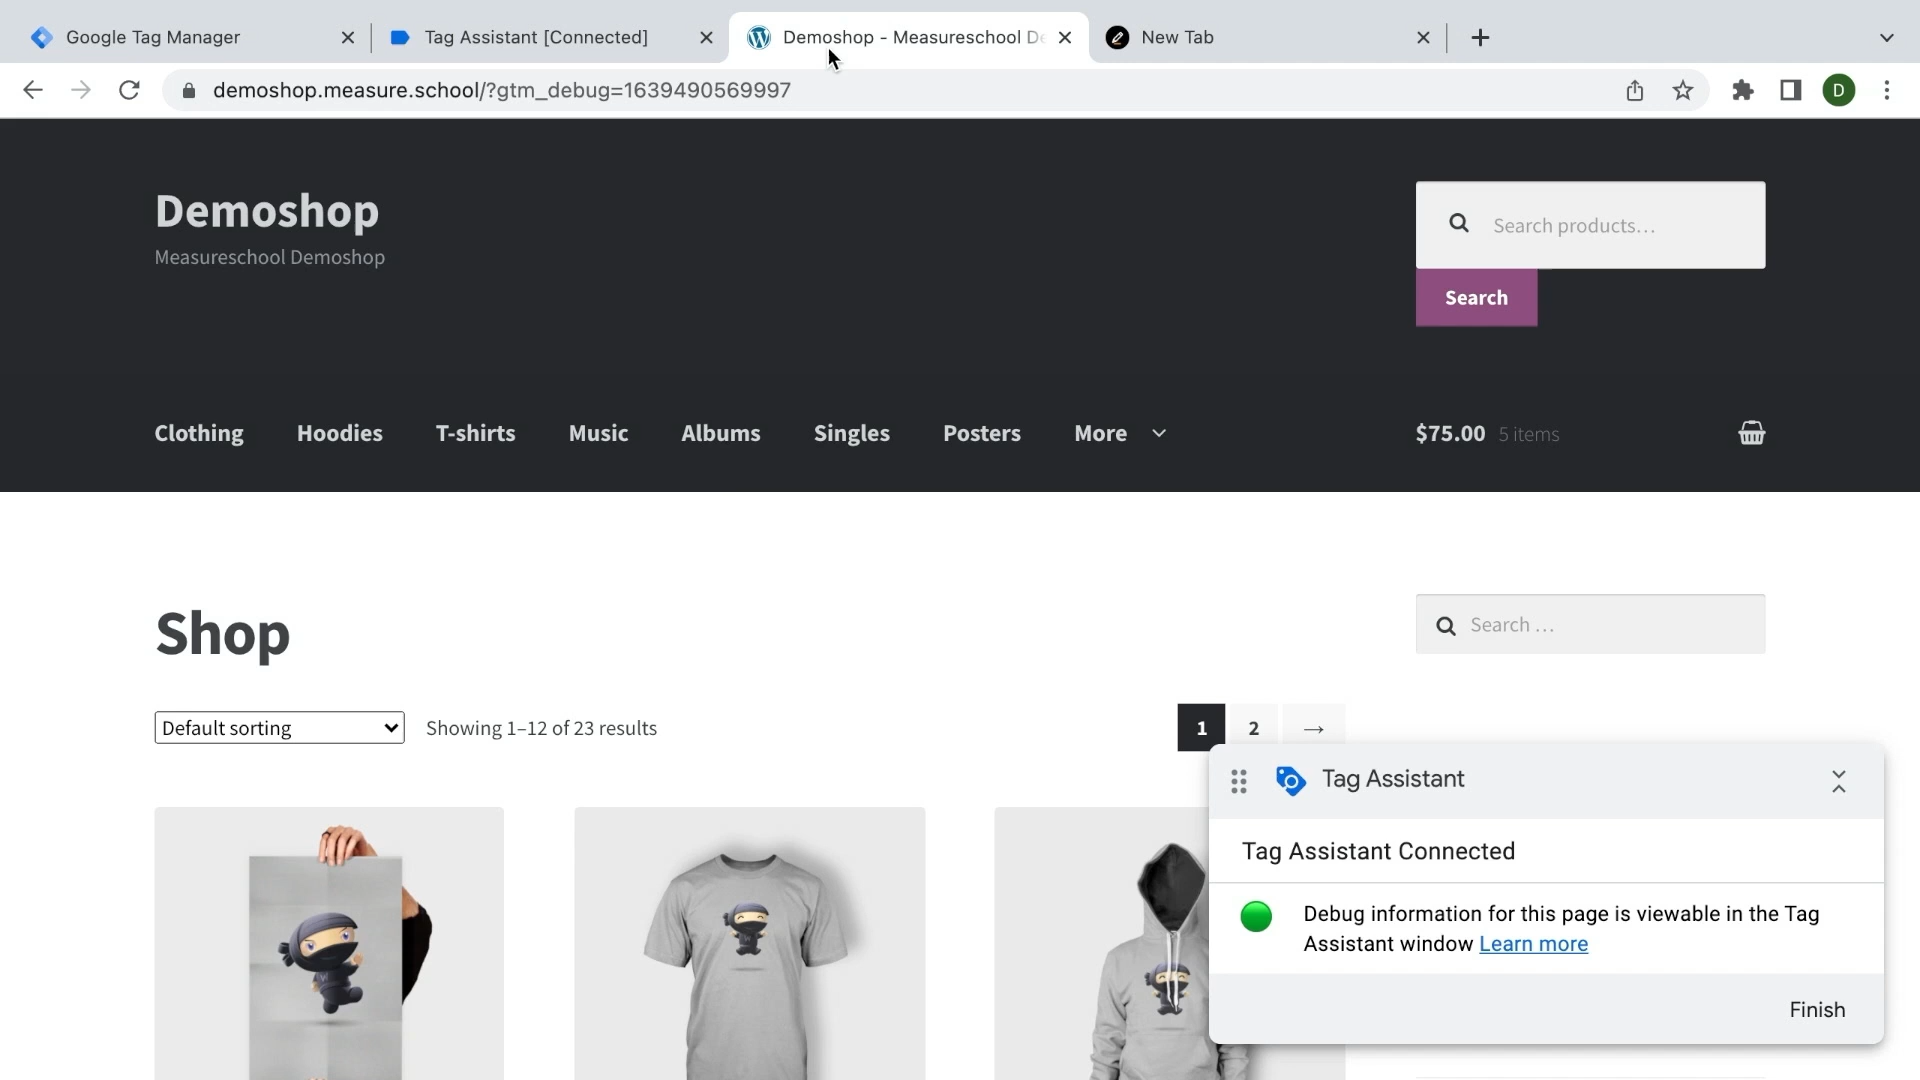 Google Tag Manager
Tag Assistant [Connected]
Demoshop - Measureschool De
New Tab
demoshop.measure.school/?gtm_debug=1639490569997
D
Demoshop
Measureschool Demoshop
Search products...
Search
Clothing
Hoodies
T-shirts
Music
Albums
Singles
Posters
More
$75.00 5 items
Shop
Search ...
Default sorting
Showing 1–12 of 23 results
1
2
→
Tag Assistant
Tag Assistant Connected
Debug information for this page is viewable in the Tag
Assistant window Learn more
Finish